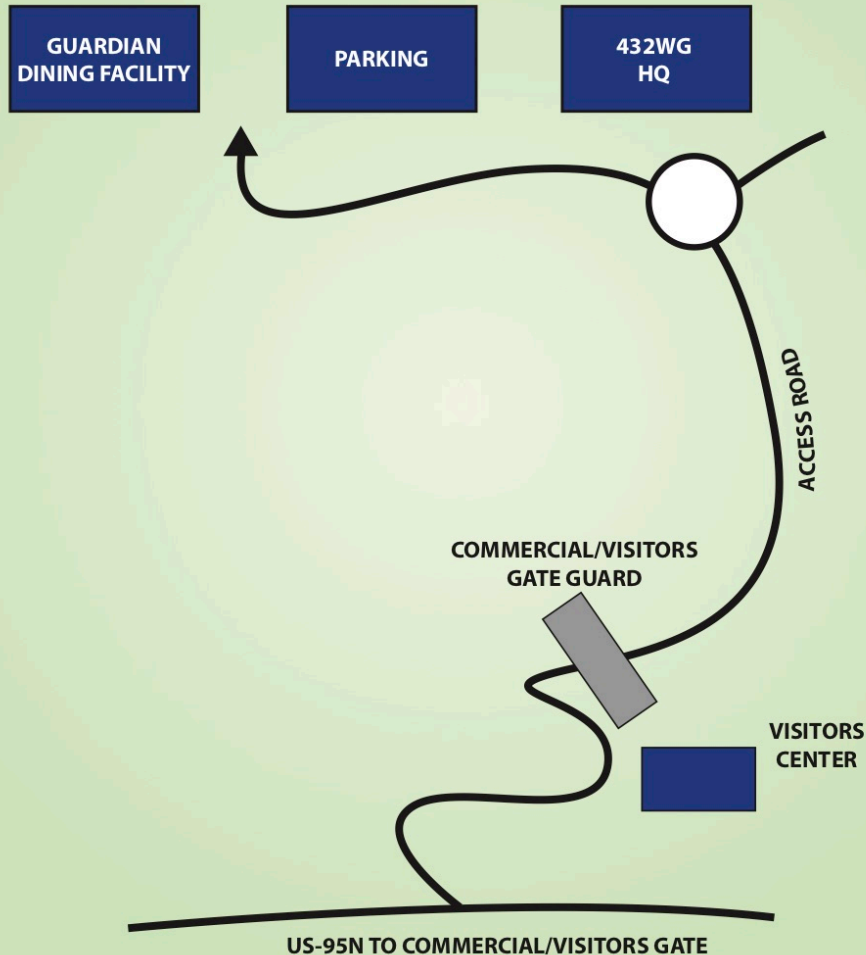 GUARDIAN
DINING FACILITY
PARKING
432WG
HQ
ACCESS ROAD
COMMERCIAL/VISITORS
GATE GUARD
VISITORS
CENTER
US-95N TO COMMERCIAL/VISITORS GATE